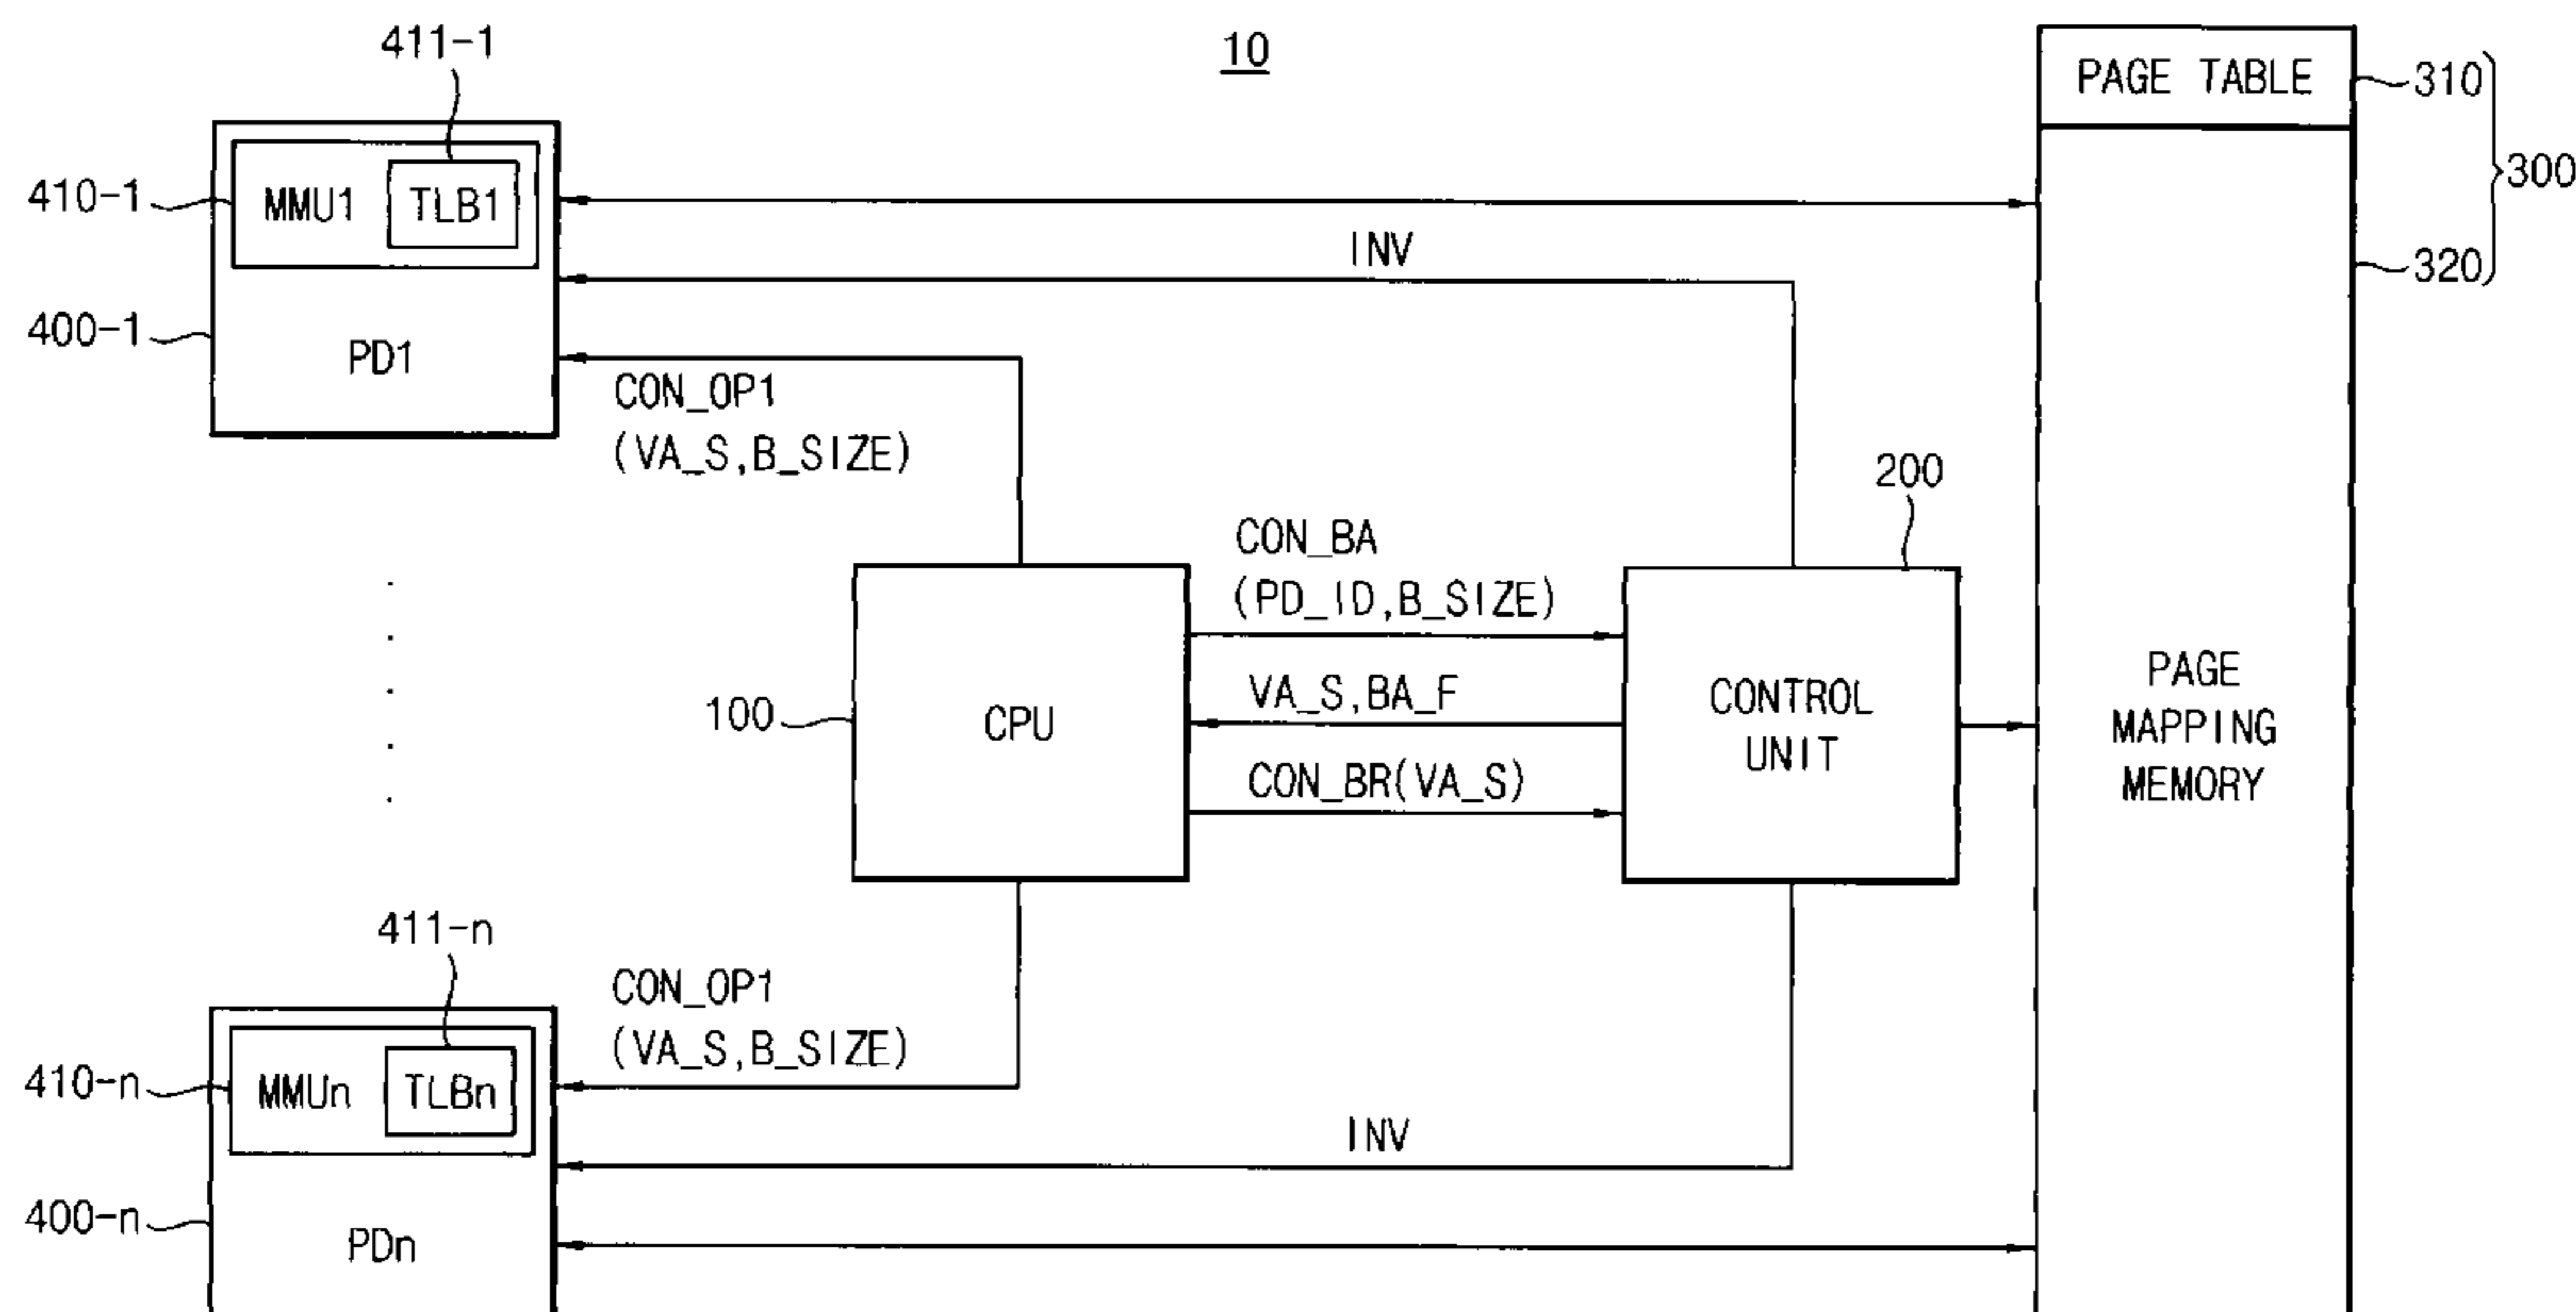 10
411-1
PAGE TABLE
310
300
320
410-1
MMU1
TLB1
INV
400-1
PD1
CON_OP1
(VA_S,B_SIZE)
200
CON_BA
(PD_ID,B_SIZE)
VA_S,BA_F
CON_BR(VA_S)
100
CPU
CONTROL
UNIT
PAGE
MAPPING
MEMORY
411-n
CON_OP1
(VA_S,B_SIZE)
410-n
MMUn
TLBn
INV
400-n
PDn